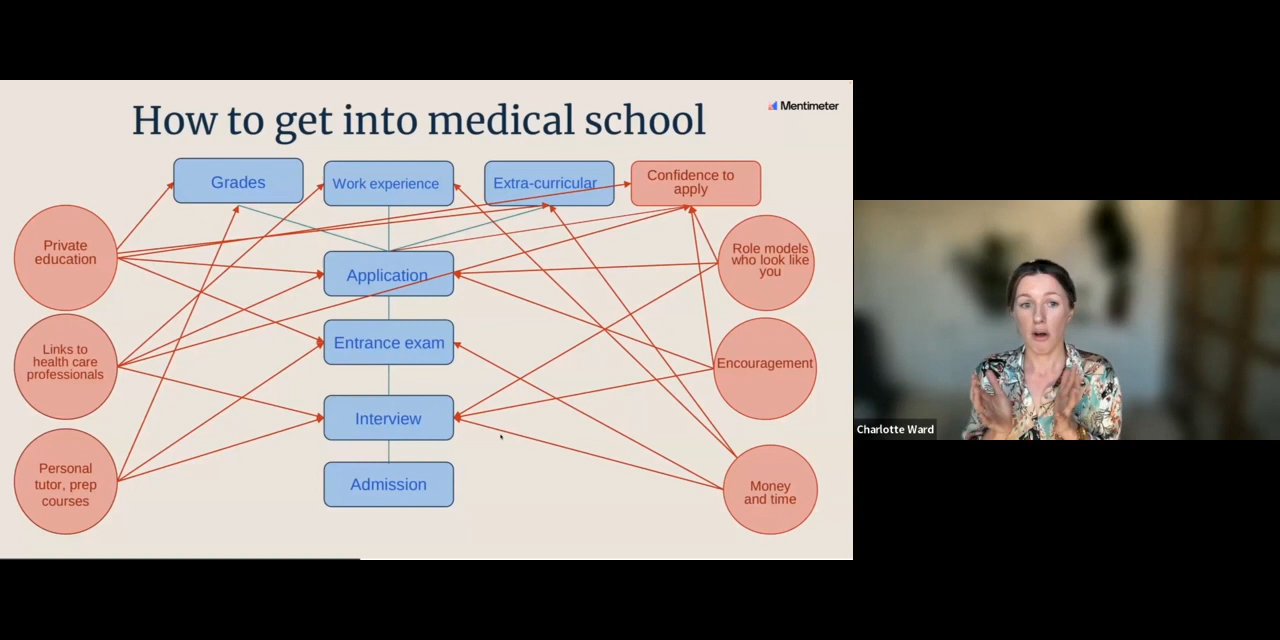 How to get into medical school
Mentimeter
Grades
Work experience
Extra-curricular
Confidence to
apply
Private
education
Role models
who look like
you
Application
Links to
health care
professionals
Entrance exam
Encouragement
Interview
Charlotte Ward
Personal
tutor, prep
courses
Admission
Money
and time